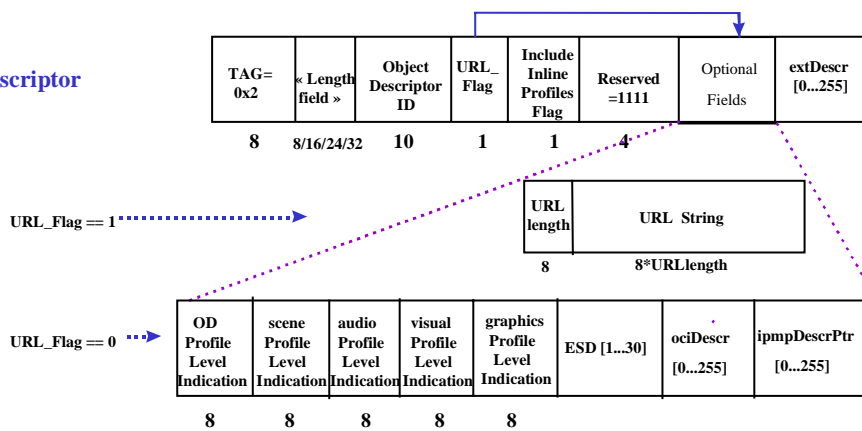 scriptor
TAG=
0x2
« Length
field »
Object
Descriptor
ID
URL_
Flag
Include
Inline
Profiles
Flag
Reserved
=1111
Optional
Fields
extDescr
[0...255]
8
8/16/24/32
10
1
1
4
URL_Flag == 1
URL
length
URL String
8
8*URLlength
URL_Flag == 0
OD
Profile
Level
Indication
scene
Profile
Level
Indication
audio
Profile
Level
Indication
visual
Profile
Level
Indication
graphics
Profile
Level
Indication
ESD [1...30]
ociDescr
[0...255]
ipmpDescrPtr
[0...255]
8
8
8
8
8